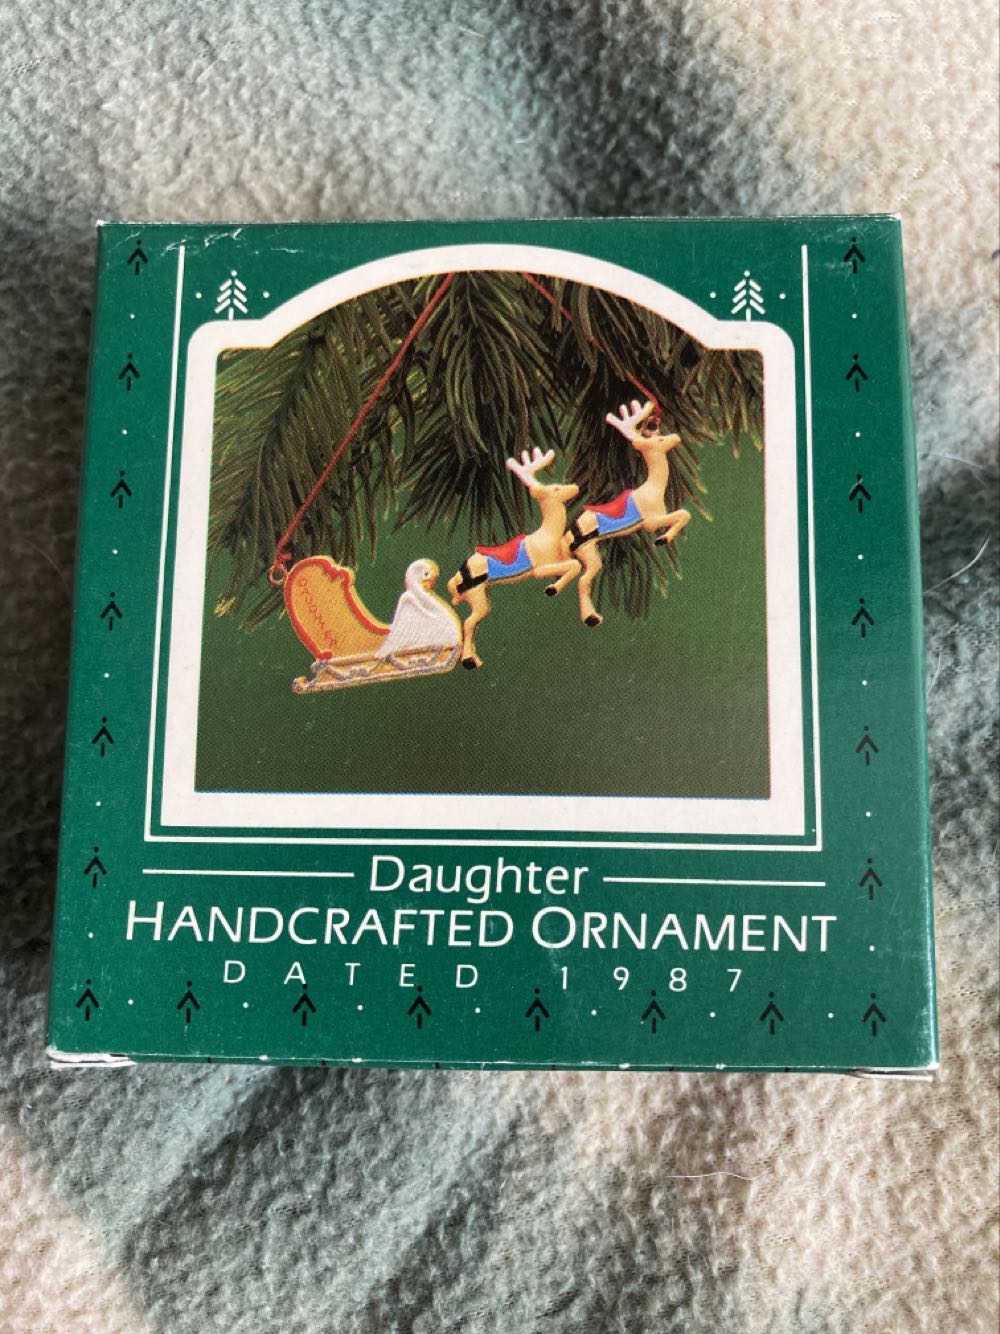 Daughter
HANDCRAFTED ORNAMENT
DATED 1987